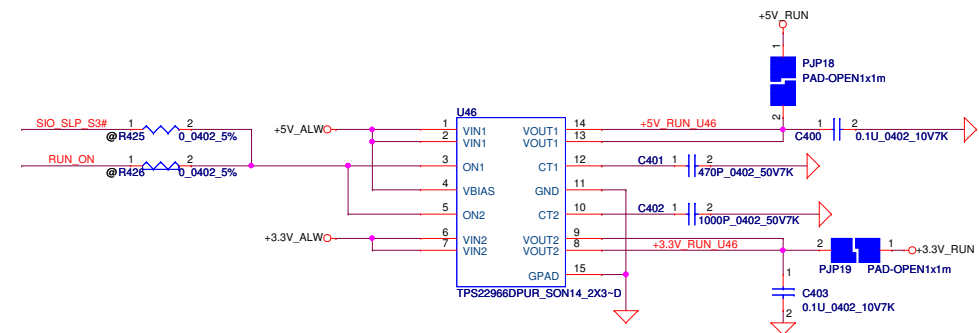 +5V_RUN
1
PJP18
PAD-OPEN1x1m
2
U46
SIO_SLP_S3# 1 2
@R425 0_0402_5%
+5V_ALW 1 VIN1 VOUT1 14 +5V_RUN_U46 1 2
2 VIN1 VOUT1 13 C400 0.1U_0402_10V7K
RUN_ON 1 2
@R426 0_0402_5%
3 ON1 CT1 12 C401 1 2
470P_0402_50V7K
4 VBIAS GND 11
5 ON2 CT2 10 C402 1 2
1000P_0402_50V7K
+3.3V_ALW 6 VIN2 VOUT2 9
7 VIN2 VOUT2 8 +3.3V_RUN_U46 2 1 +3.3V_RUN
PJP19 PAD-OPEN1x1m
GPAD 15
TPS22966DPUR_SON14_2X3~D
1
C403
0.1U_0402_10V7K
2